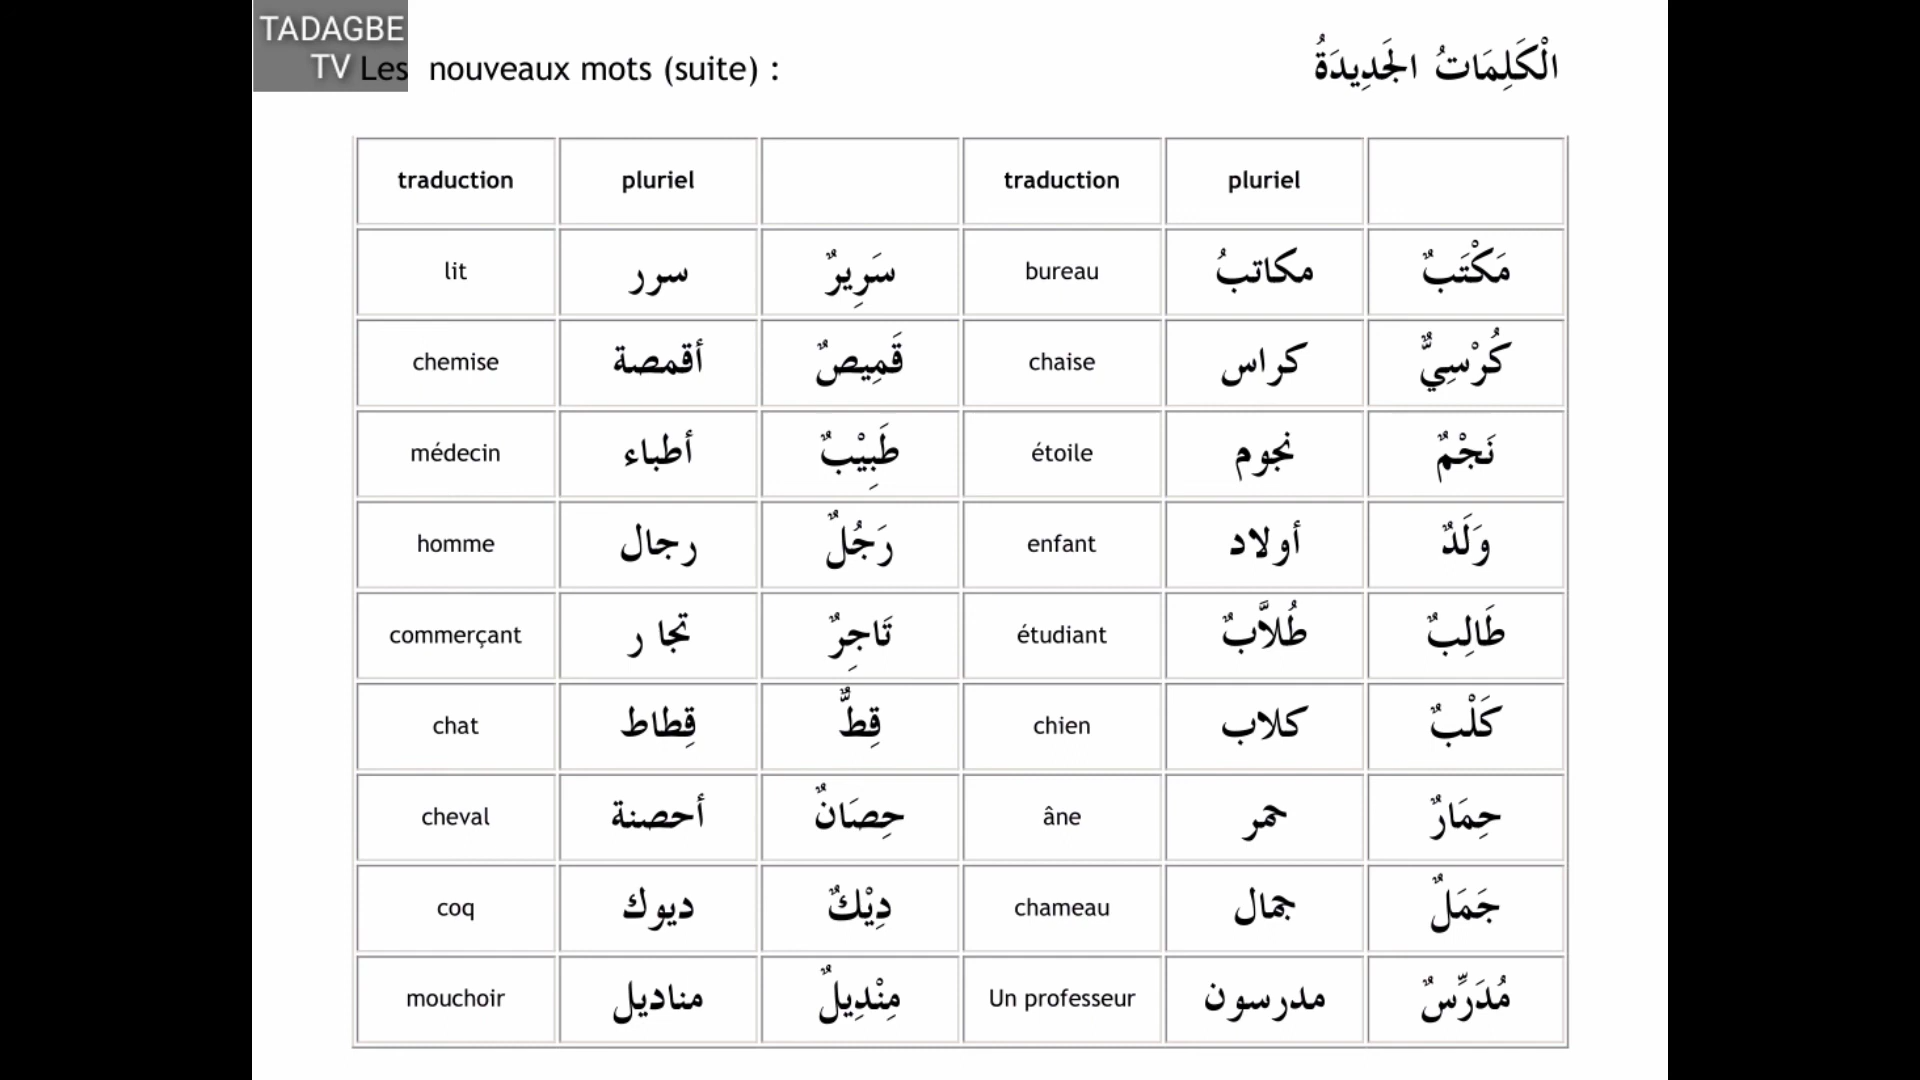 TADAGBE
TV
Les nouveaux mots (suite) : الْكَلِمَاتُ الْجَدِيدَةُ
traduction pluriel traduction pluriel
lit سرر سَرِيرٌ bureau مكاتبُ مَكْتَبٌ
chemise أقمصة قَمِيصٌ chaise كراس كُرْسِيٌّ
médecin أطباء طَبِيْبٌ étoile نجوم نَجْمٌ
homme رجال رَجُلٌ enfant أولاد وَلَدٌ
commerçant تجا ر تَاجِرٌ étudiant طُلاَّبٌ طَالِبٌ
chat قِطاط قِطٌّ chien كلاب كَلْبٌ
cheval أحصنة حِصَانٌ âne حمر حِمَارٌ
coq ديوك دِيْكٌ chameau جمال جَمَلٌ
mouchoir مناديل مِنْدِيلٌ Un professeur مدرسون مُدَرِّسٌ